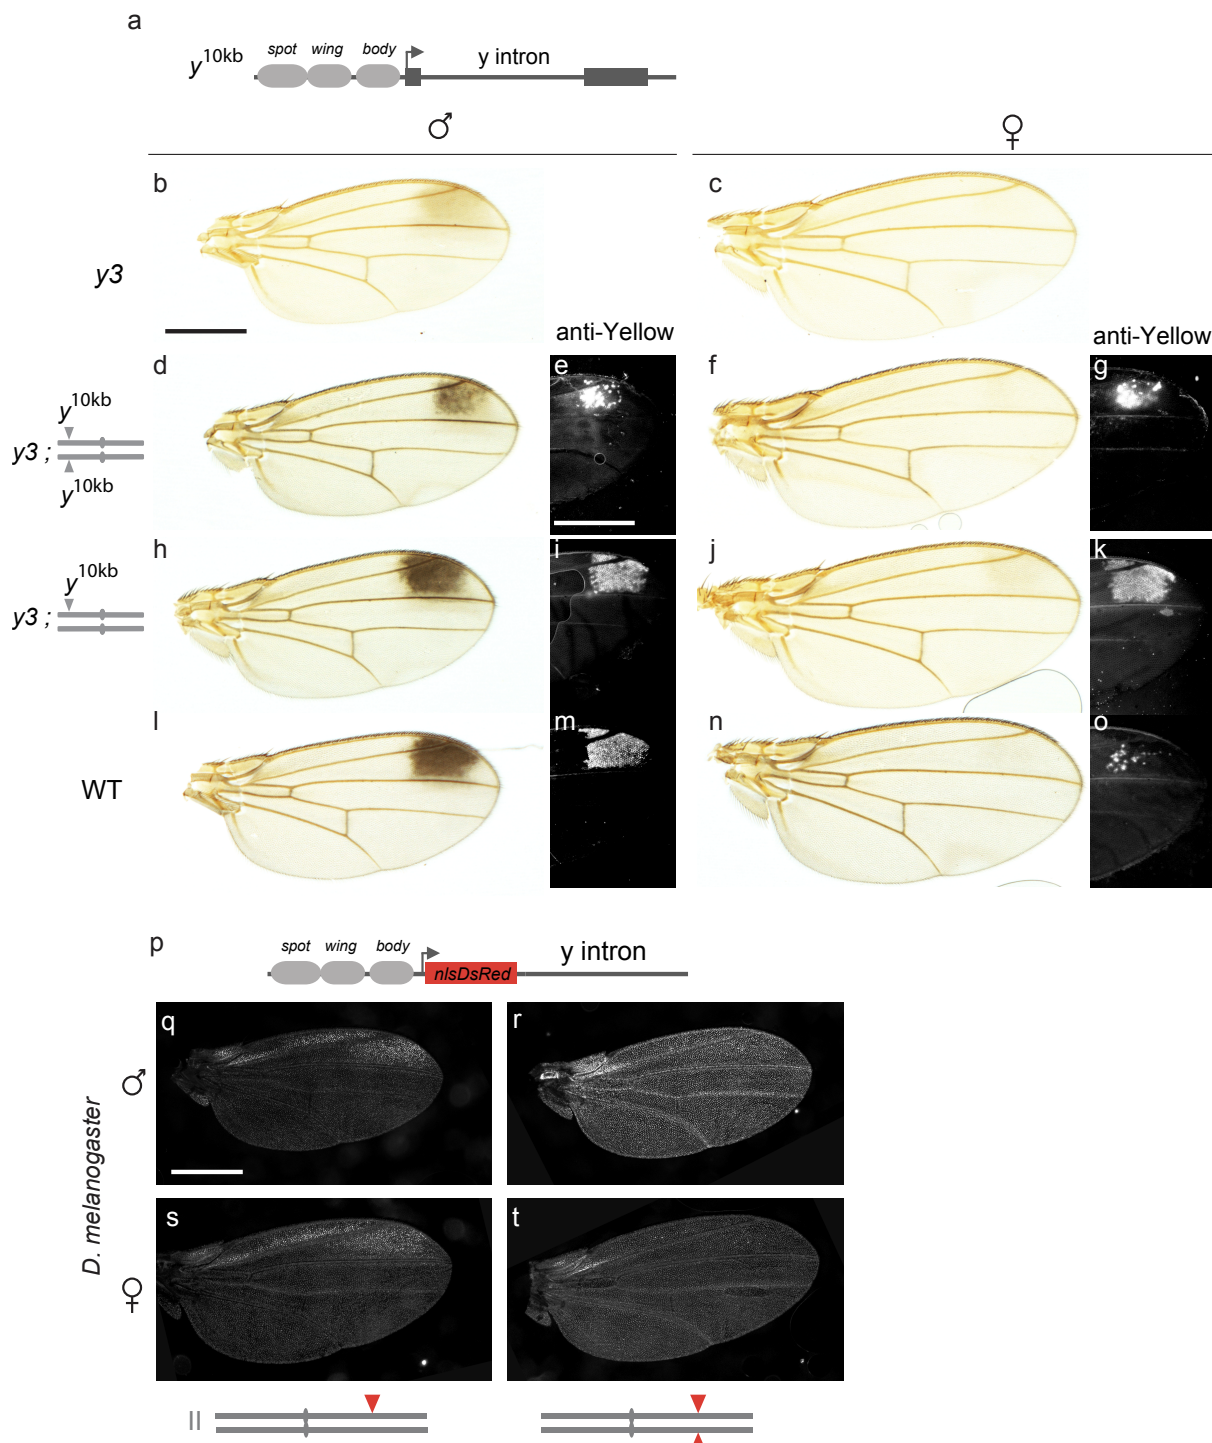 a
spot wing body
y10kb
y intron
♂ ♀
b c
y3
anti-Yellow anti-Yellow
d e f g
y10kb
y3 ;
y10kb
h i j k
y10kb
y3 ;
l m n o
WT
p
spot wing body
y intron
nlsDsRed
q r
♂
D. melanogaster
s t
♀
II